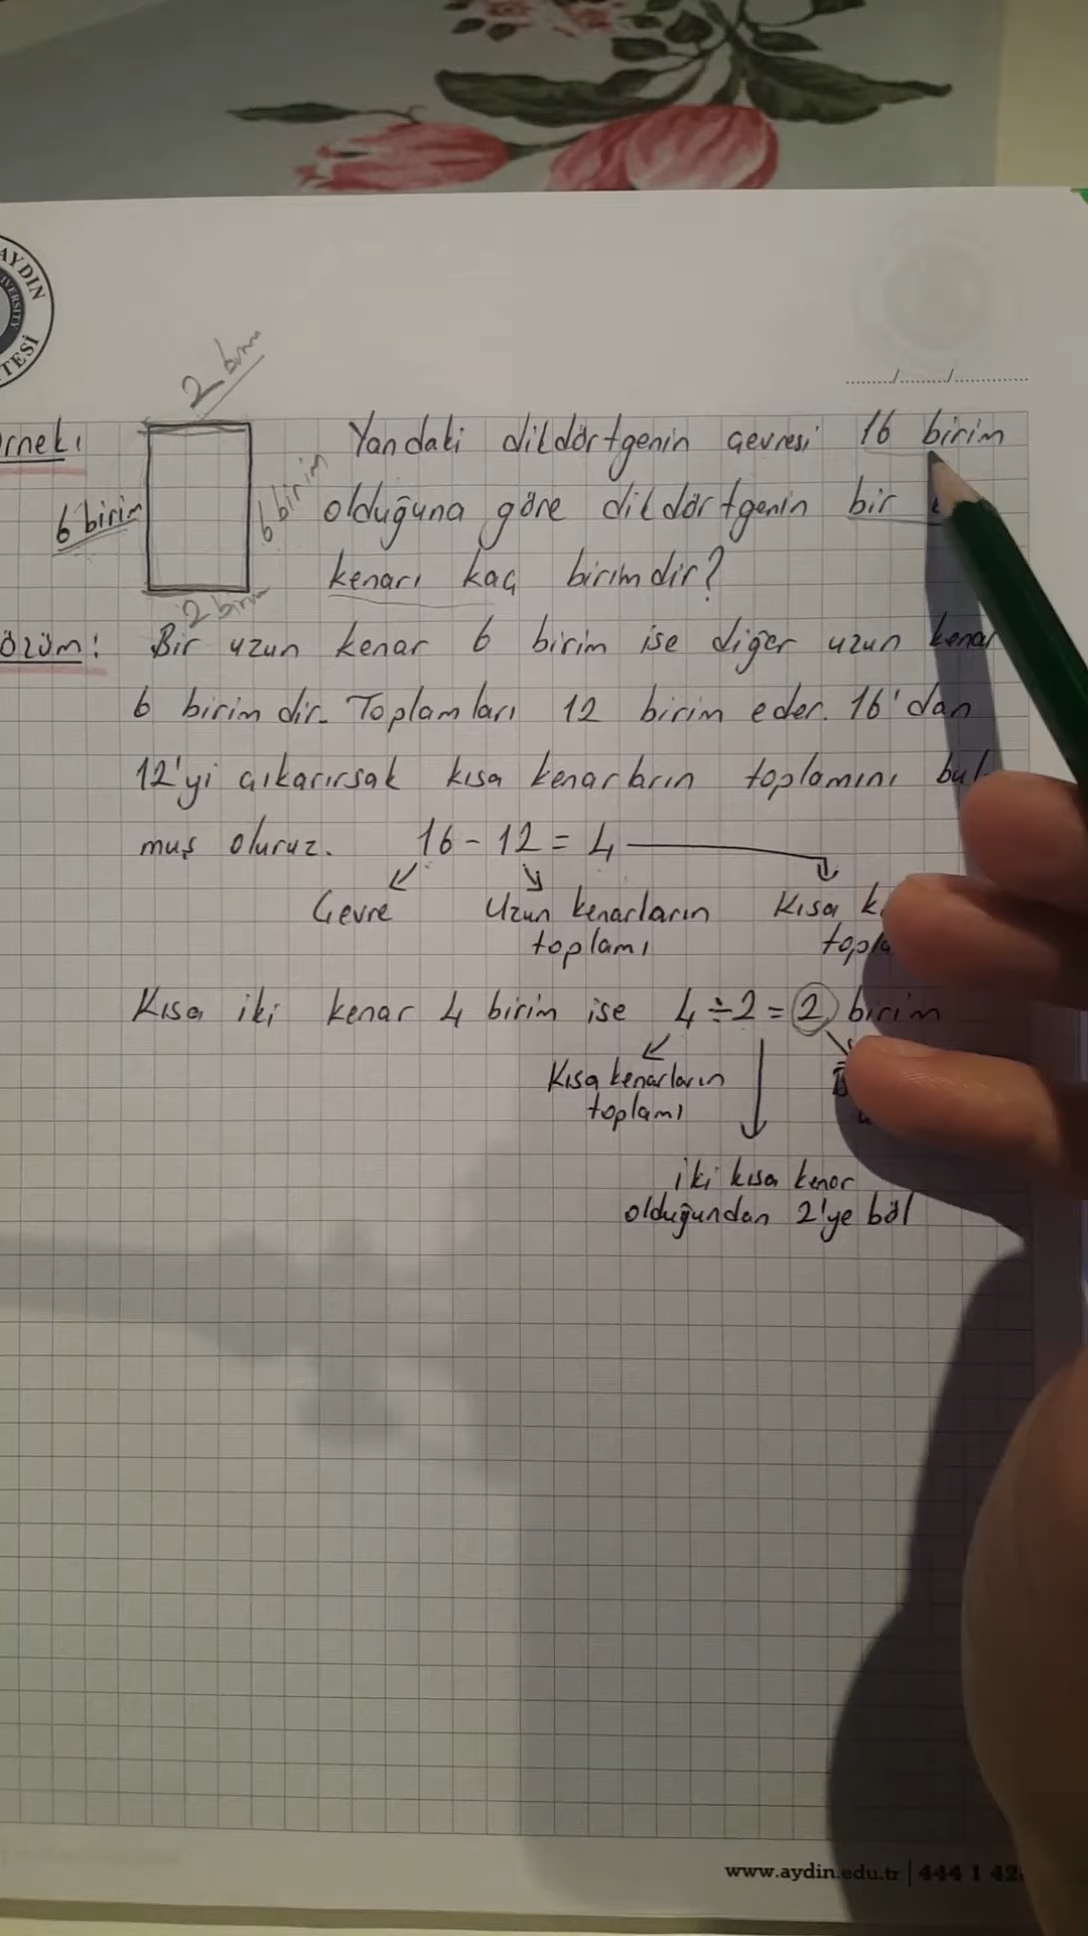 AYDIN
2 birim
Yandaki dikdörtgenin çevresi 16 birim
6 birim
6 birim
olduğuna göre dikdörtgenin bir
kenarı kaç birimdir?
2 birim
Bir uzun kenar 6 birim ise diğer uzun kenar
6 birimdir. Toplamları 12 birim eder. 16'dan
12'yi çıkarırsak kısa kenarların toplamını bul
muş oluruz. 16 - 12 = 4
Çevre Uzun kenarların Kısa
toplamı
Kısa iki kenar 4 birim ise 4 ÷ 2 = 2 birim
Kısa kenarların
toplamı
iki kısa kenar
olduğundan 2'ye böl
www.aydin.edu.tr | 444 1 42